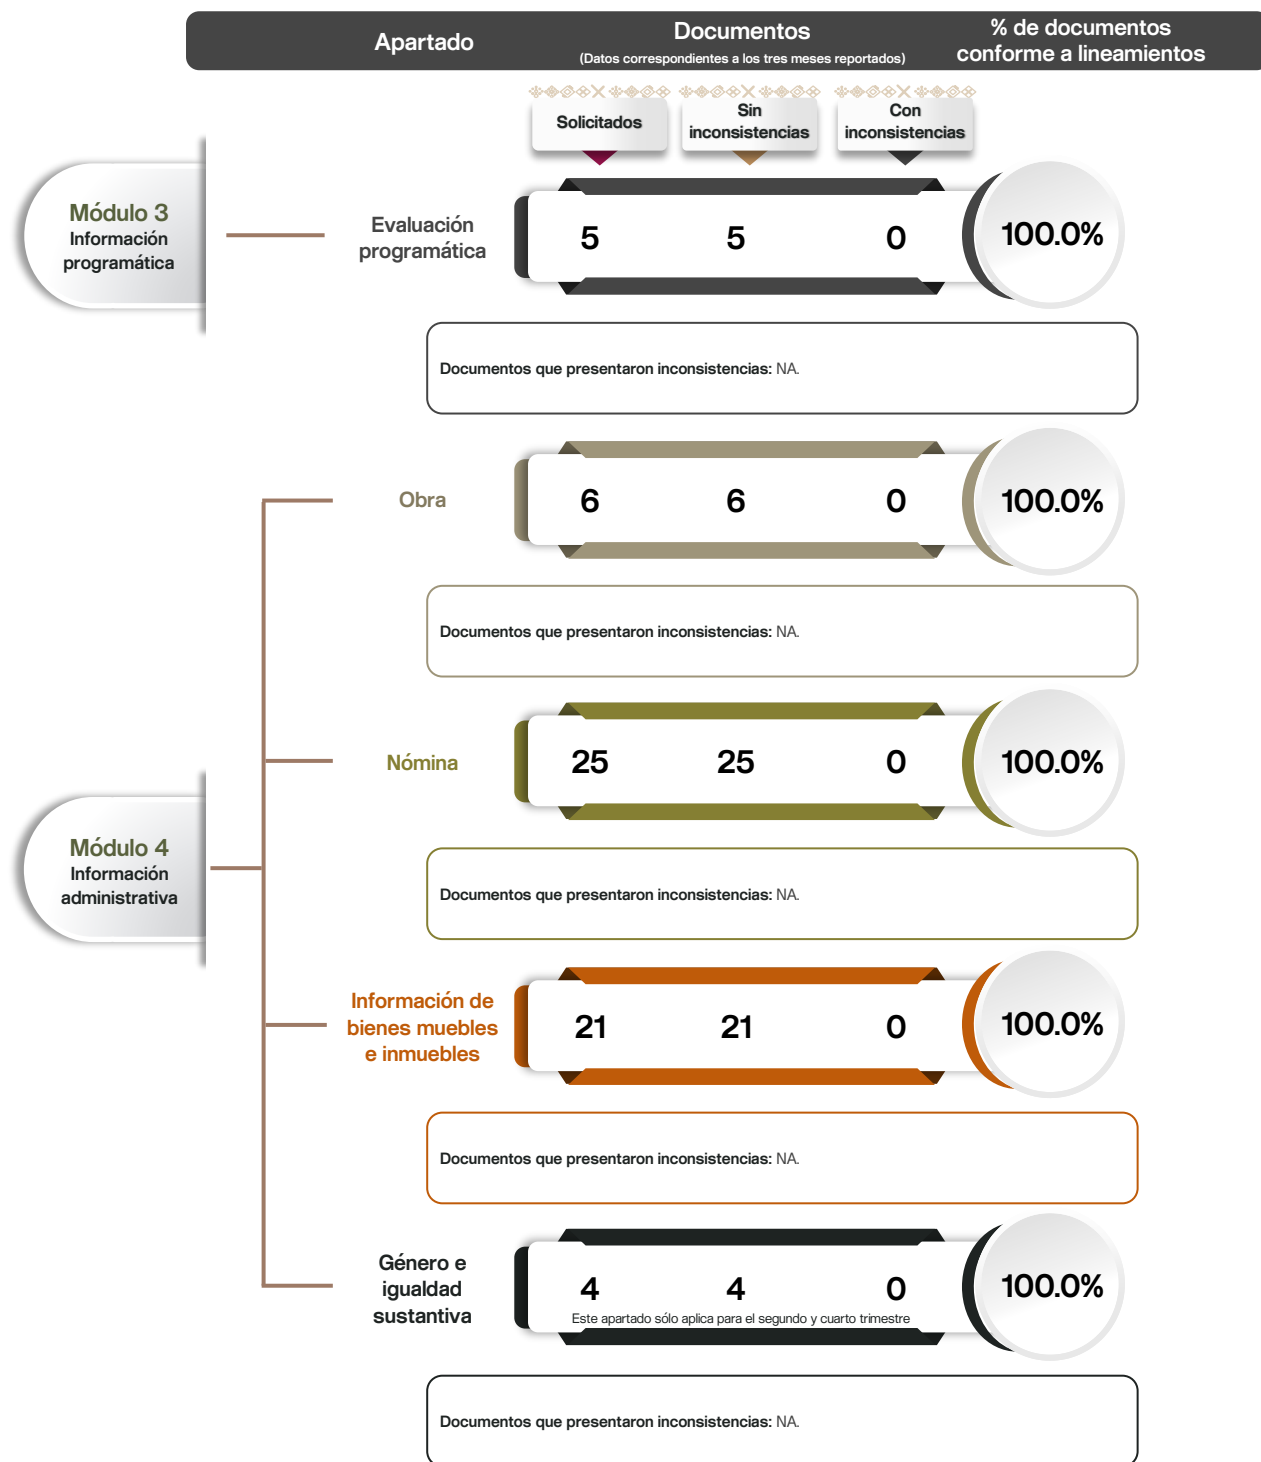 Apartado
Documentos
(Datos correspondientes a los tres meses reportados)
% de documentos
conforme a lineamientos
Solicitados
Sin
inconsistencias
Con
inconsistencias
Módulo 3
Información
programática
Evaluación
programática
5 5 0 100.0%
Documentos que presentaron inconsistencias: NA.
Obra
6 6 0 100.0%
Documentos que presentaron inconsistencias: NA.
Módulo 4
Información
administrativa
Nómina
25 25 0 100.0%
Documentos que presentaron inconsistencias: NA.
Información de
bienes muebles
e inmuebles
21 21 0 100.0%
Documentos que presentaron inconsistencias: NA.
Género e
igualdad
sustantiva
4 4 0 100.0%
Este apartado sólo aplica para el segundo y cuarto trimestre
Documentos que presentaron inconsistencias: NA.